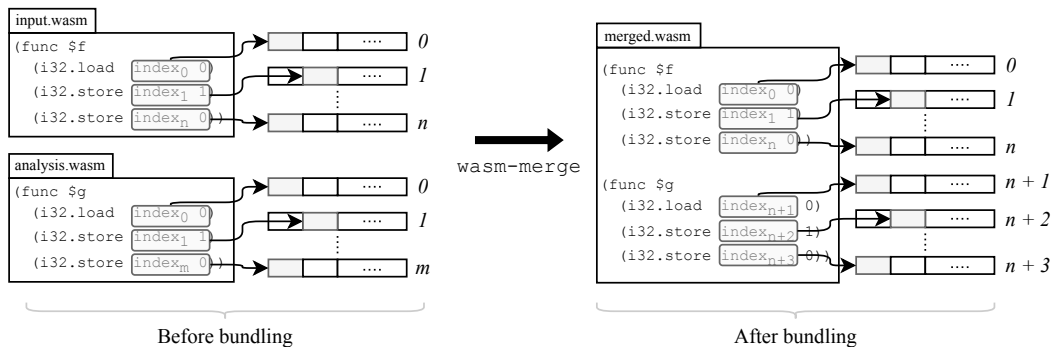 input.wasm
(func $f
(i32.load index0 0)
(i32.store index1 1)
(i32.store indexn 0))
....
0
....
1
....
n
analysis.wasm
(func $g
(i32.load index0 0)
(i32.store index1 1)
(i32.store indexm 0))
....
0
....
1
....
m
Before bundling
wasm-merge
merged.wasm
(func $f
(i32.load index0 0)
(i32.store index1 1)
(i32.store indexn 0))
(func $g
(i32.load indexn+1 0)
(i32.store indexn+2 1)
(i32.store indexn+3 0))
....
0
....
1
....
n
....
n + 1
....
n + 2
....
n + 3
After bundling